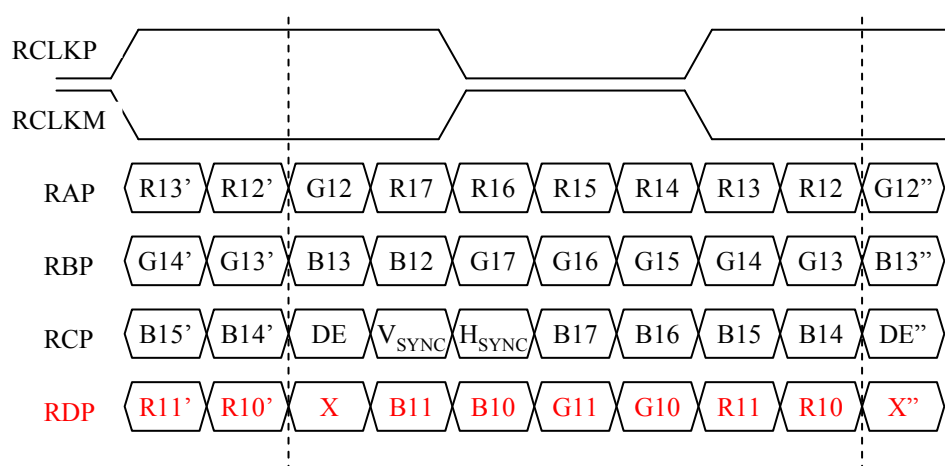 RCLKP
RCLKM
RAP R13’ R12’ G12 R17 R16 R15 R14 R13 R12 G12”
RBP G14’ G13’ B13 B12 G17 G16 G15 G14 G13 B13”
RCP B15’ B14’ DE VSYNC HSYNC B17 B16 B15 B14 DE”
RDP R11’ R10’ X B11 B10 G11 G10 R11 R10 X”